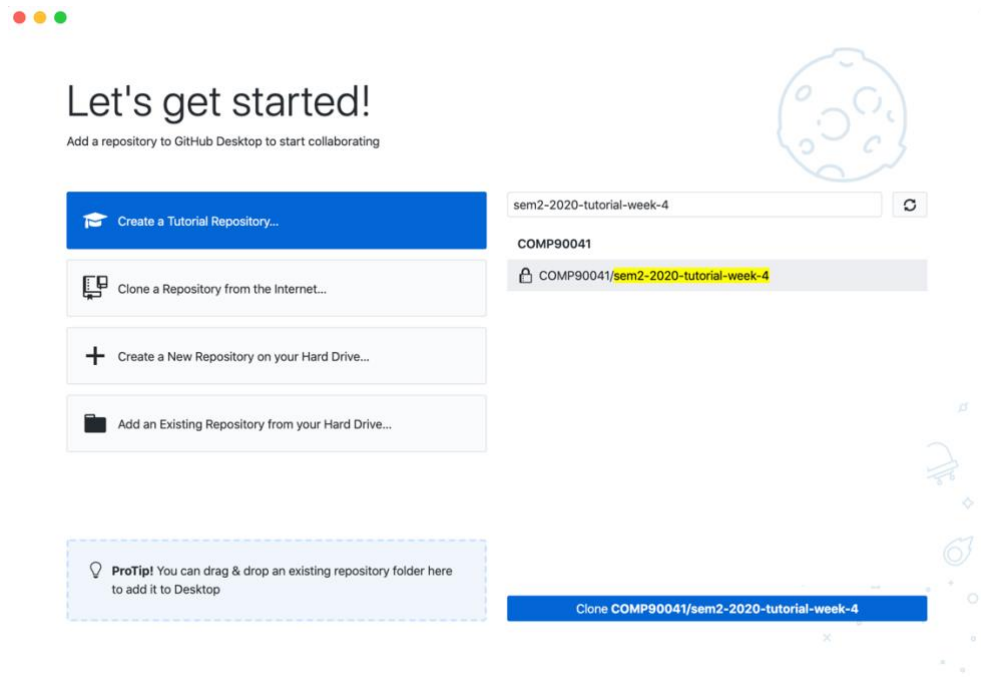 Let's get started!
Add a repository to GitHub Desktop to start collaborating
Create a Tutorial Repository...
Clone a Repository from the Internet...
Create a New Repository on your Hard Drive...
Add an Existing Repository from your Hard Drive...
ProTip! You can drag & drop an existing repository folder here
to add it to Desktop
sem2-2020-tutorial-week-4
COMP90041
COMP90041/sem2-2020-tutorial-week-4
Clone COMP90041/sem2-2020-tutorial-week-4